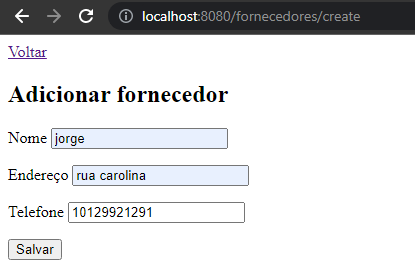 localhost:8080/fornecedores/create
Voltar
Adicionar fornecedor
Nome jorge
Endereço rua carolina
Telefone 10129921291
Salvar